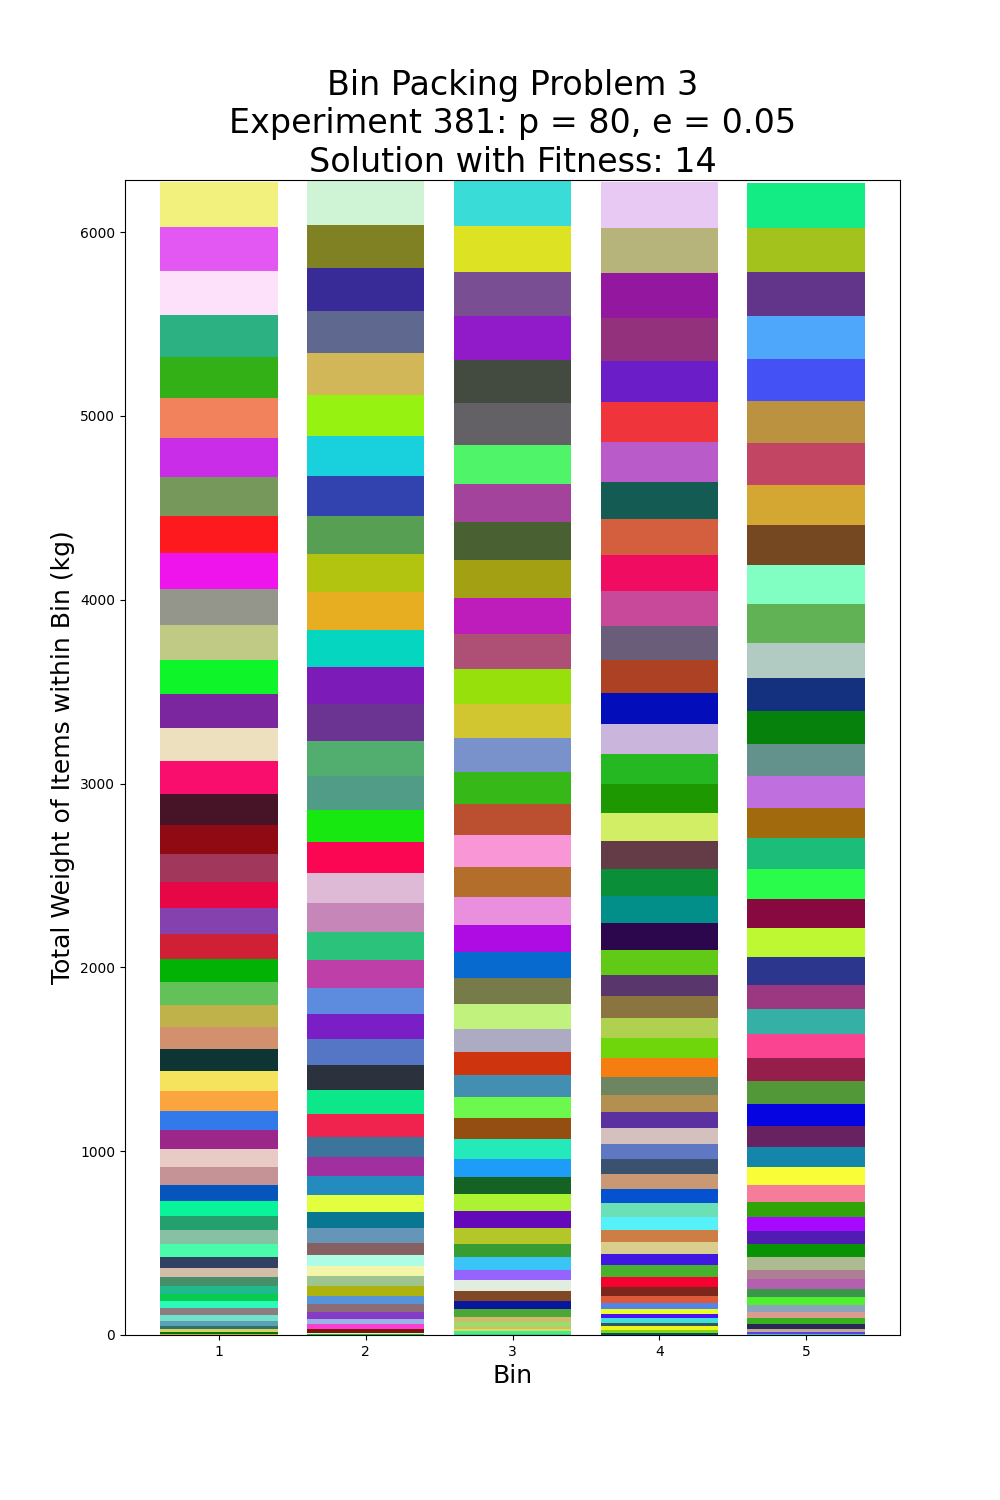 Bin Packing Problem 3
Experiment 381: p = 80, e = 0.05
Solution with Fitness: 14
Total Weight of Items within Bin (kg)
6000
5000
4000
3000
2000
1000
0
1 2 3 4 5
Bin